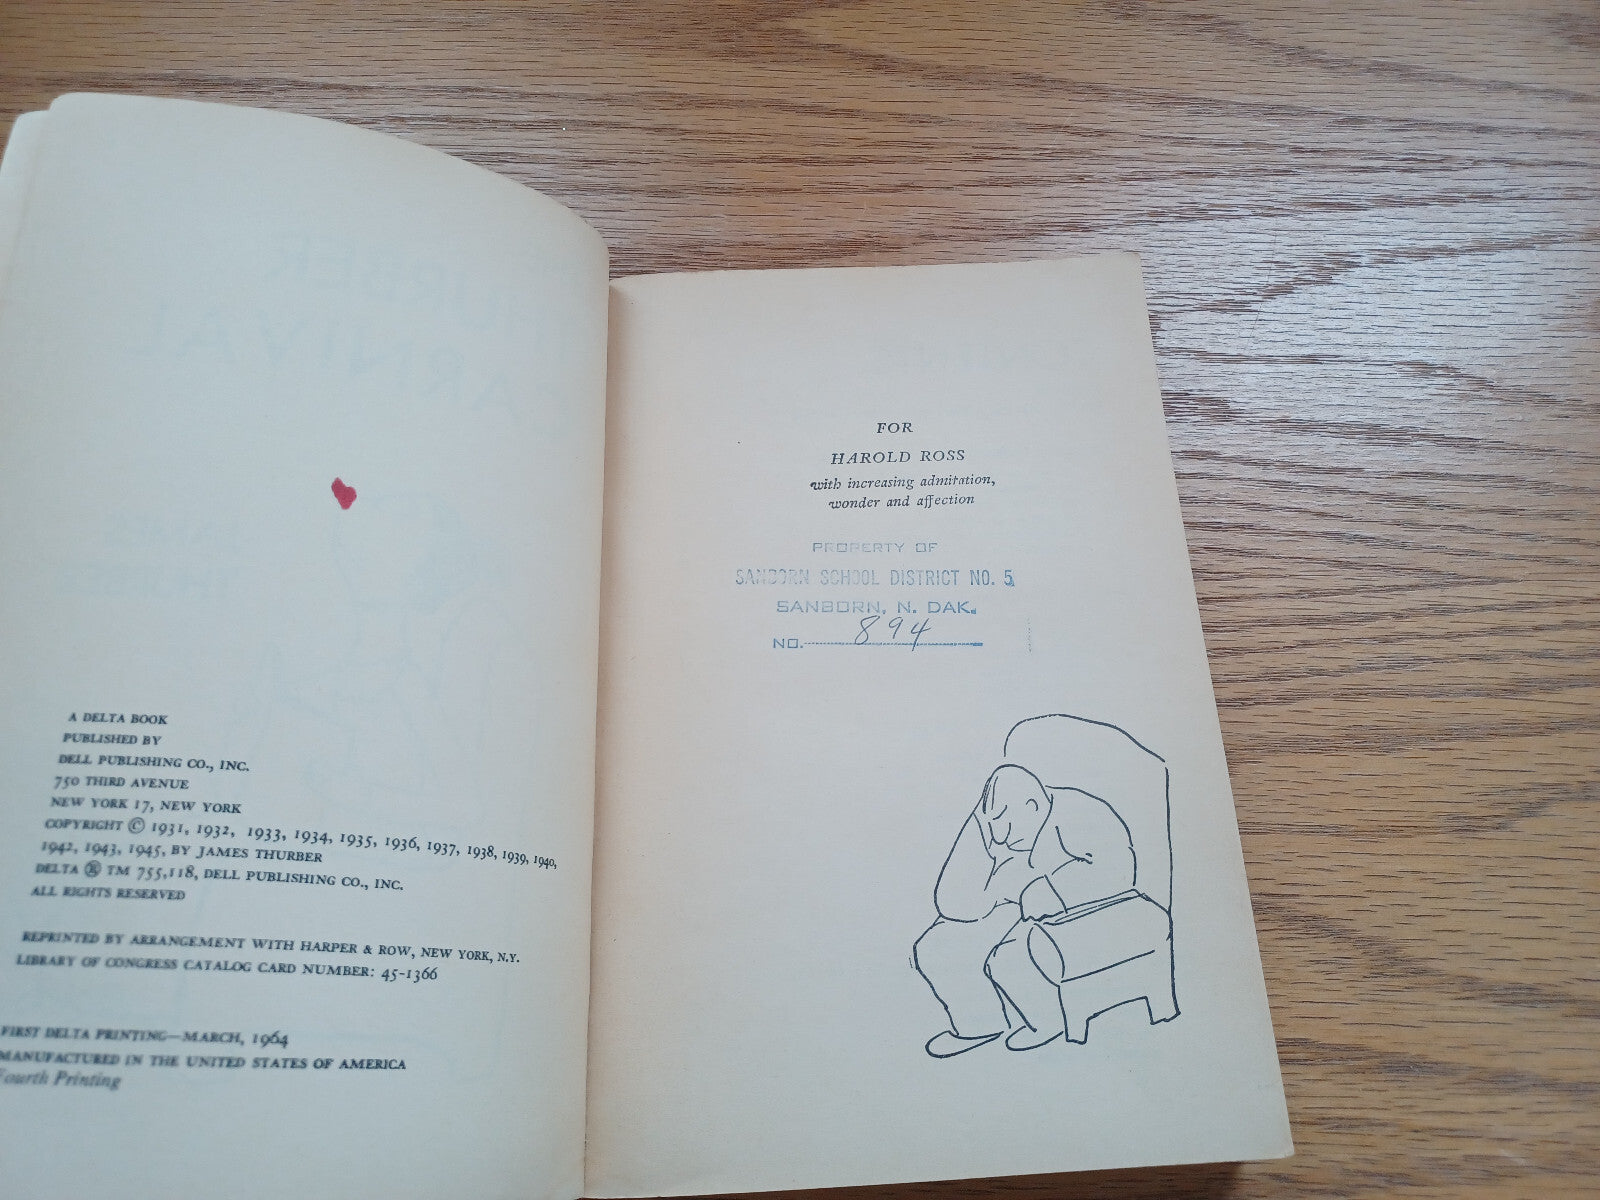 A DELTA BOOK
PUBLISHED BY
DELL PUBLISHING CO., INC.
750 THIRD AVENUE
NEW YORK 17, NEW YORK
COPYRIGHT © 1931, 1932, 1933, 1934, 1935, 1936, 1937, 1938, 1939, 1940,
1942, 1943, 1945, BY JAMES THURBER
DELTA ® TM 755,118, DELL PUBLISHING CO., INC.
ALL RIGHTS RESERVED
REPRINTED BY ARRANGEMENT WITH HARPER & ROW, NEW YORK, N.Y.
LIBRARY OF CONGRESS CATALOG CARD NUMBER: 45-1366
FIRST DELTA PRINTING—MARCH, 1964
MANUFACTURED IN THE UNITED STATES OF AMERICA
Fourth Printing
FOR
HAROLD ROSS
with increasing admiration,
wonder and affection
PROPERTY OF
SANBORN SCHOOL DISTRICT NO. 5
SANBORN, N. DAK.
NO. 894